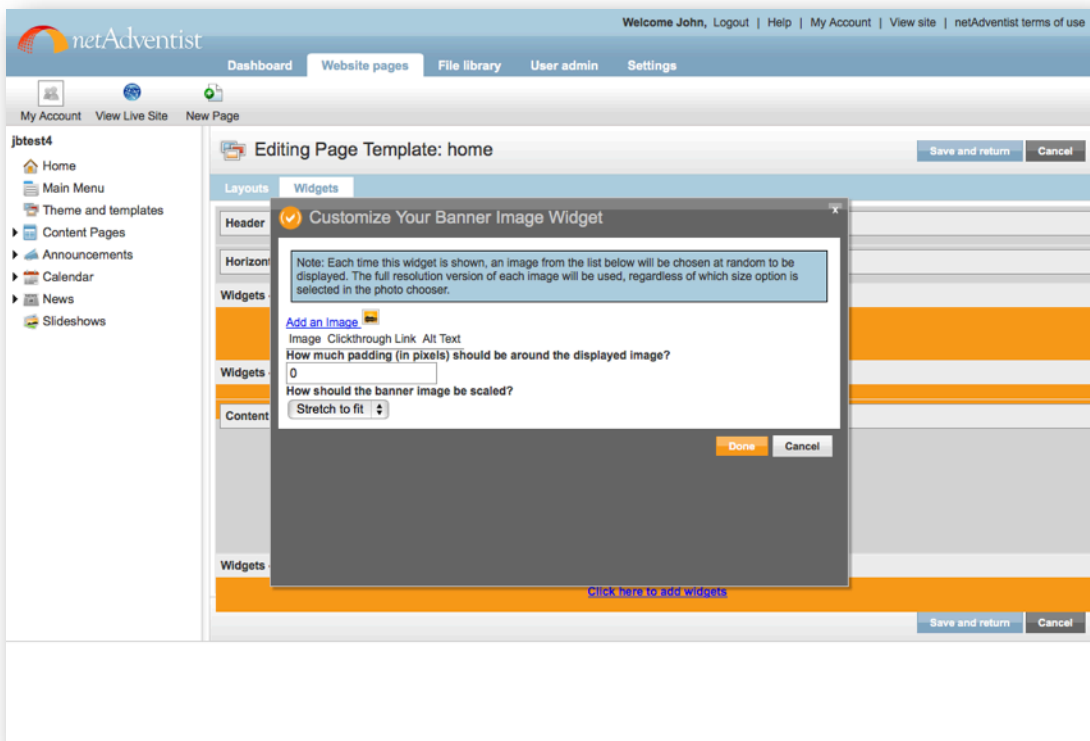 Welcome John, Logout | Help | My Account | View site | netAdventist terms of use
netAdventist
Dashboard Website pages File library User admin Settings
My Account View Live Site New Page
jbtest4
Home
Main Menu
Theme and templates
Content Pages
Announcements
Calendar
News
Slideshows
Editing Page Template: home
Save and return Cancel
Layouts Widgets
Header
Customize Your Banner Image Widget
x
Horizon
Note: Each time this widget is shown, an image from the list below will be chosen at random to be
displayed. The full resolution version of each image will be used, regardless of which size option is
selected in the photo chooser.
Widgets
Add an Image
Image Clickthrough Link Alt Text
How much padding (in pixels) should be around the displayed image?
Widgets
0
How should the banner image be scaled?
Content
Stretch to fit
Done Cancel
Widgets
Click here to add widgets
Save and return Cancel